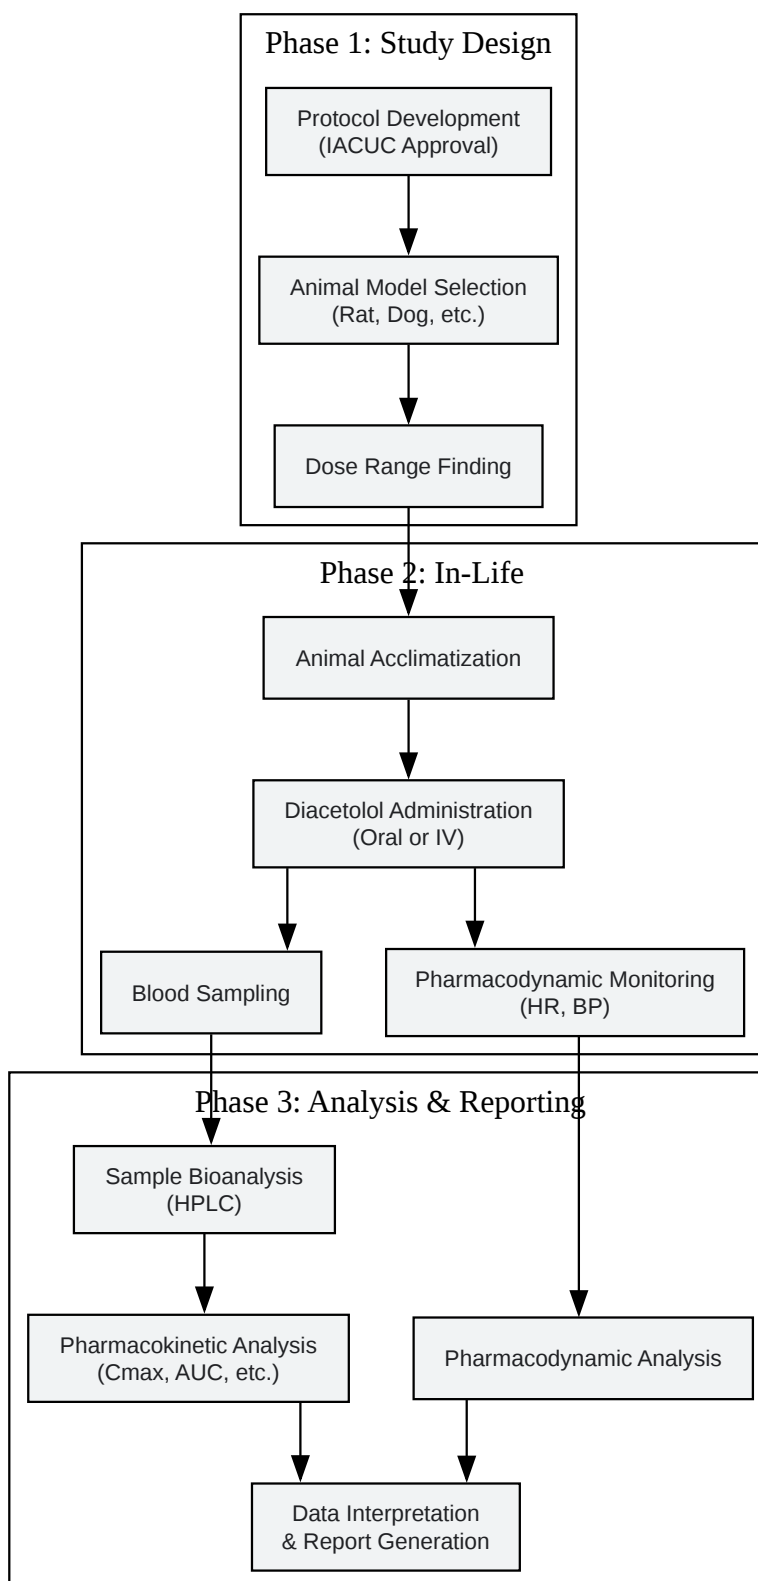 Phase 1: Study Design
Protocol Development
(IACUC Approval)
Animal Model Selection
(Rat, Dog, etc.)
Dose Range Finding
Phase 2: In-Life
Animal Acclimatization
Diacetolol Administration
(Oral or IV)
Blood Sampling
Pharmacodynamic Monitoring
(HR, BP)
Phase 3: Analysis & Reporting
Sample Bioanalysis
(HPLC)
Pharmacokinetic Analysis
(Cmax, AUC, etc.)
Pharmacodynamic Analysis
Data Interpretation
& Report Generation